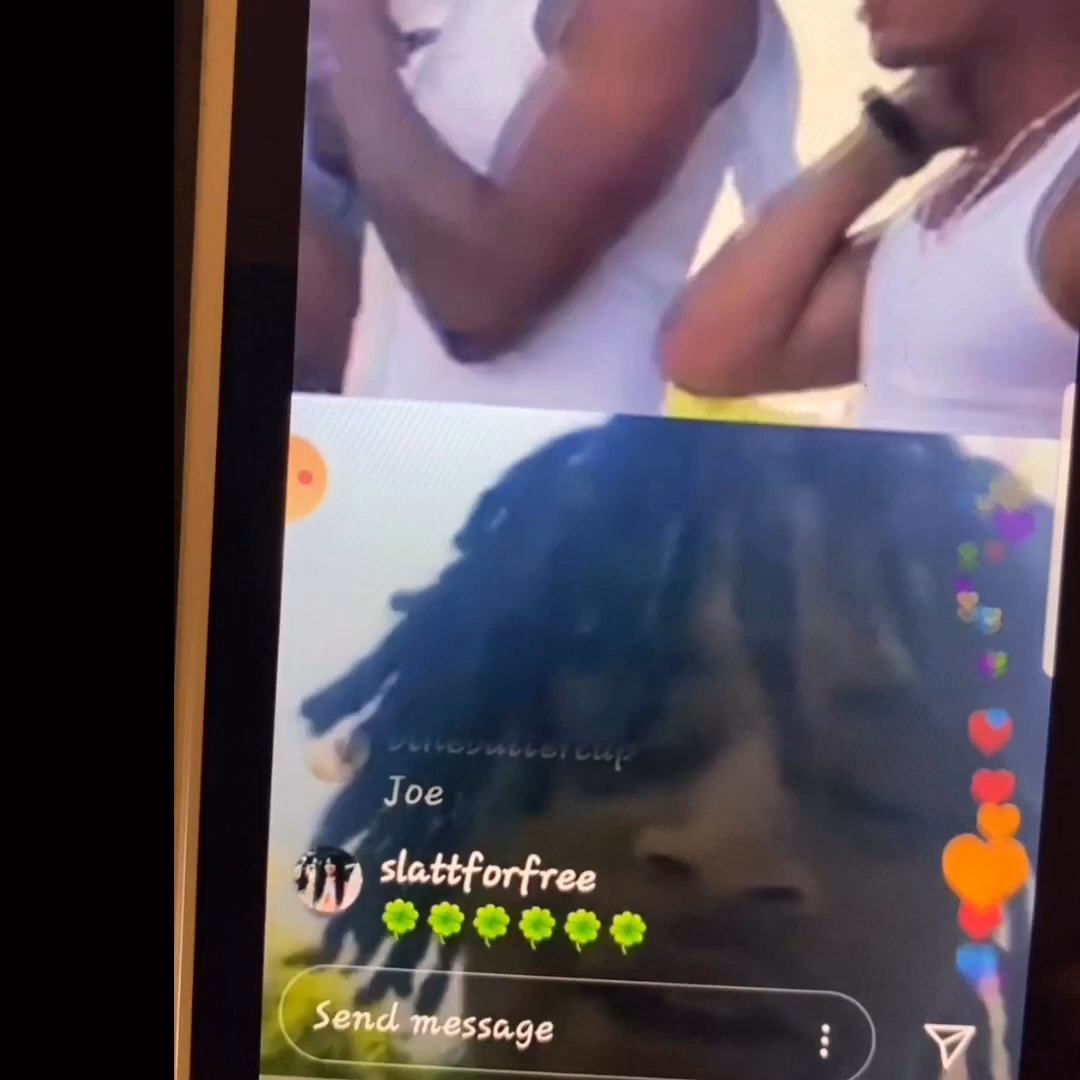 Joe
slattforfree
🍀🍀🍀🍀🍀🍀
Send message